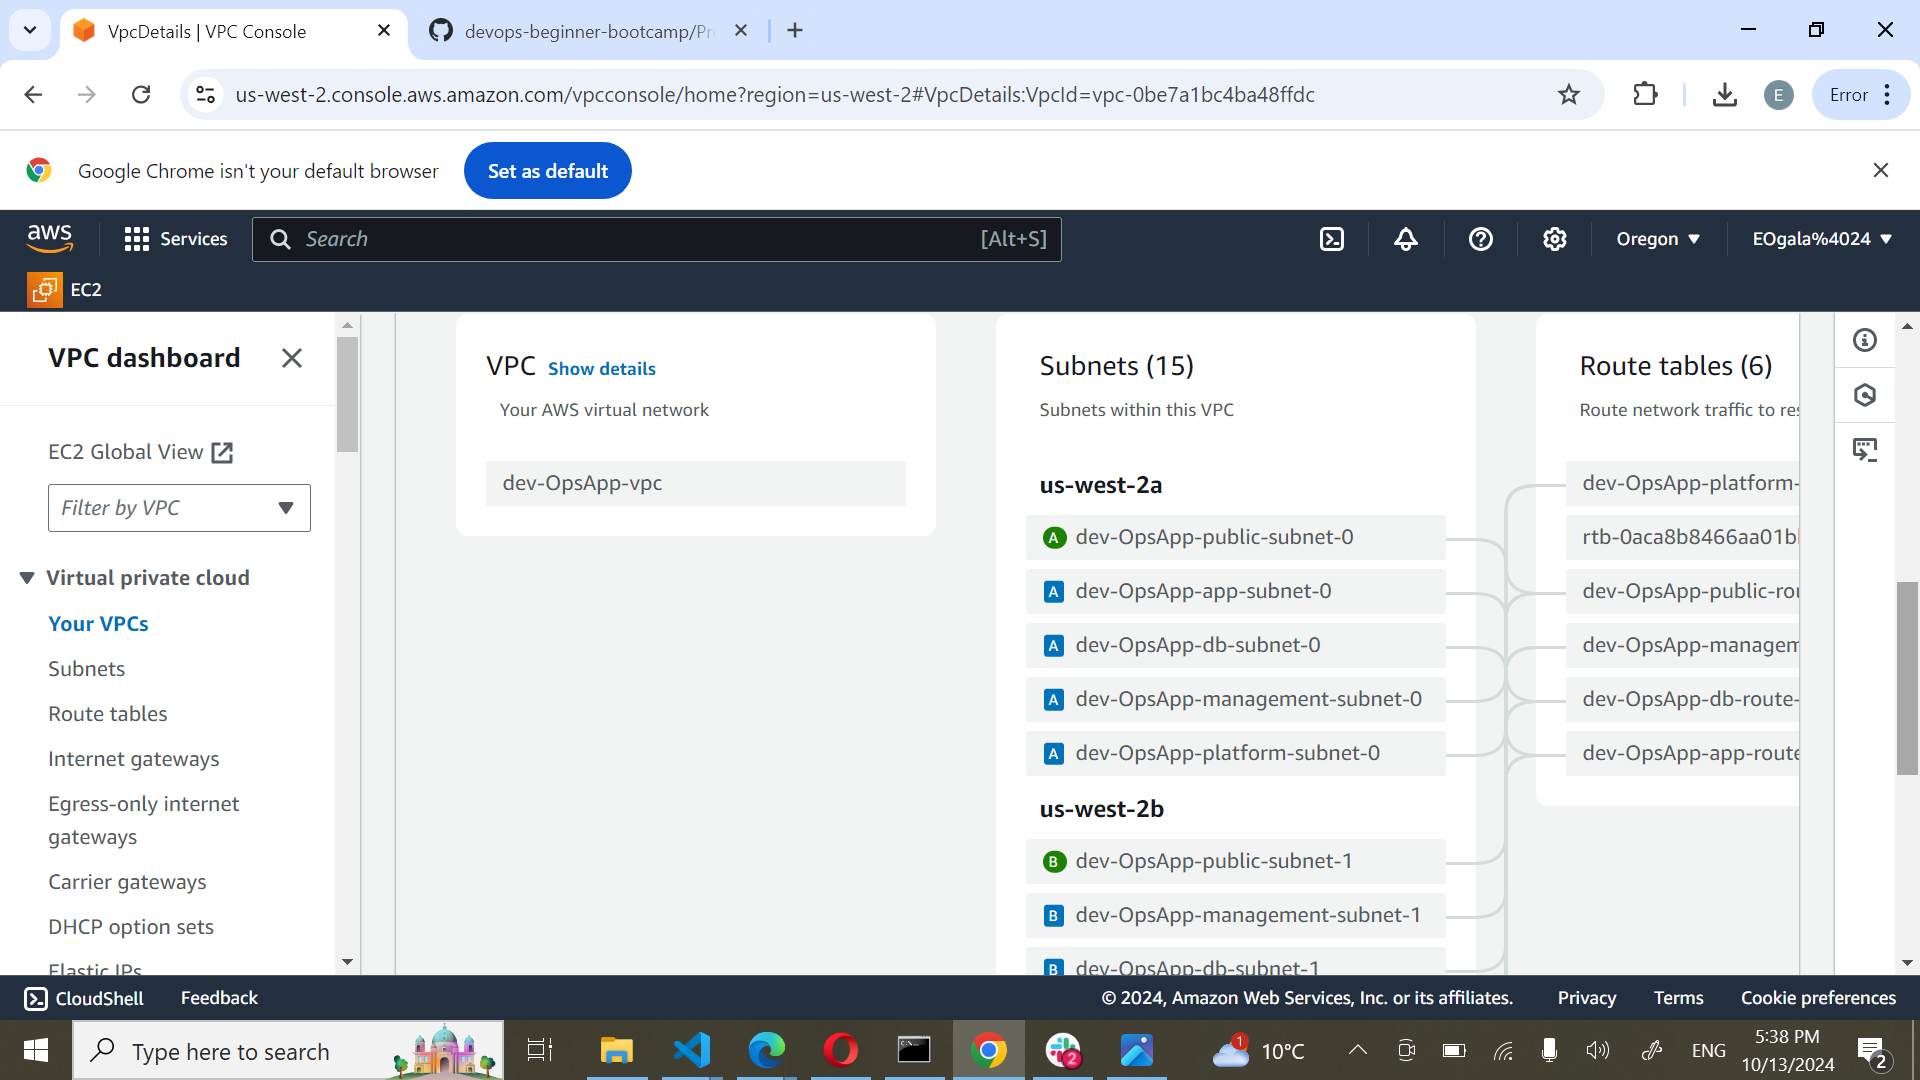 VpcDetails | VPC Console
devops-beginner-bootcamp/Pro
us-west-2.console.aws.amazon.com/vpcconsole/home?region=us-west-2#VpcDetails:VpcId=vpc-0be7a1bc4ba48ffdc
E
Error
Google Chrome isn't your default browser
Set as default
aws
Services
Search
[Alt+S]
Oregon
EOgala%4024
EC2
VPC dashboard
EC2 Global View
Filter by VPC
Virtual private cloud
Your VPCs
Subnets
Route tables
Internet gateways
Egress-only internet
gateways
Carrier gateways
DHCP option sets
Elastic IPs
VPC Show details
Your AWS virtual network
dev-OpsApp-vpc
Subnets (15)
Subnets within this VPC
us-west-2a
A dev-OpsApp-public-subnet-0
A dev-OpsApp-app-subnet-0
A dev-OpsApp-db-subnet-0
A dev-OpsApp-management-subnet-0
A dev-OpsApp-platform-subnet-0
us-west-2b
B dev-OpsApp-public-subnet-1
B dev-OpsApp-management-subnet-1
B dev-OpsApp-db-subnet-1
Route tables (6)
Route network traffic to res
dev-OpsApp-platform-
rtb-0aca8b8466aa01b
dev-OpsApp-public-rou
dev-OpsApp-managem
dev-OpsApp-db-route-
dev-OpsApp-app-route
CloudShell
Feedback
© 2024, Amazon Web Services, Inc. or its affiliates.
Privacy
Terms
Cookie preferences
Type here to search
2
1
10°C
ENG
5:38 PM
10/13/2024
2